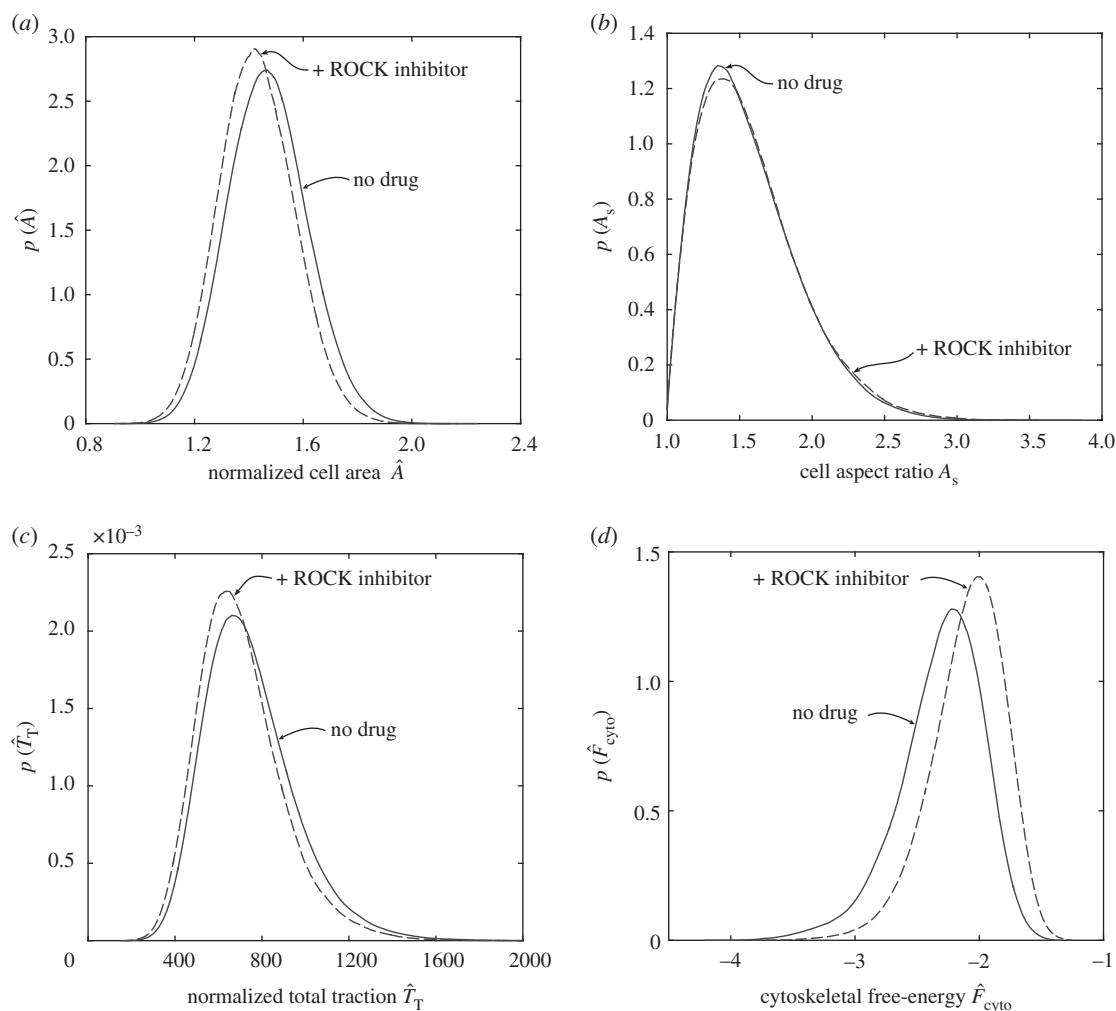 (a)
3.0
2.5
2.0
1.5
1.0
0.5
0
p (Â)
+ ROCK inhibitor
no drug
0.8 1.2 1.6 2.0 2.4
normalized cell area Â
(b)
1.4
1.2
1.0
0.8
0.6
0.4
0.2
0
p (Aₛ)
no drug
+ ROCK inhibitor
1.0 1.5 2.0 2.5 3.0 3.5 4.0
cell aspect ratio Aₛ
(c)
×10⁻³
2.5
2.0
1.5
1.0
0.5
p (T̂_T)
+ ROCK inhibitor
no drug
0 400 800 1200 1600 2000
normalized total traction T̂_T
(d)
1.5
1.0
0.5
0
p (F̂_cyto)
+ ROCK inhibitor
no drug
–4 –3 –2 –1
cytoskeletal free-energy F̂_cyto